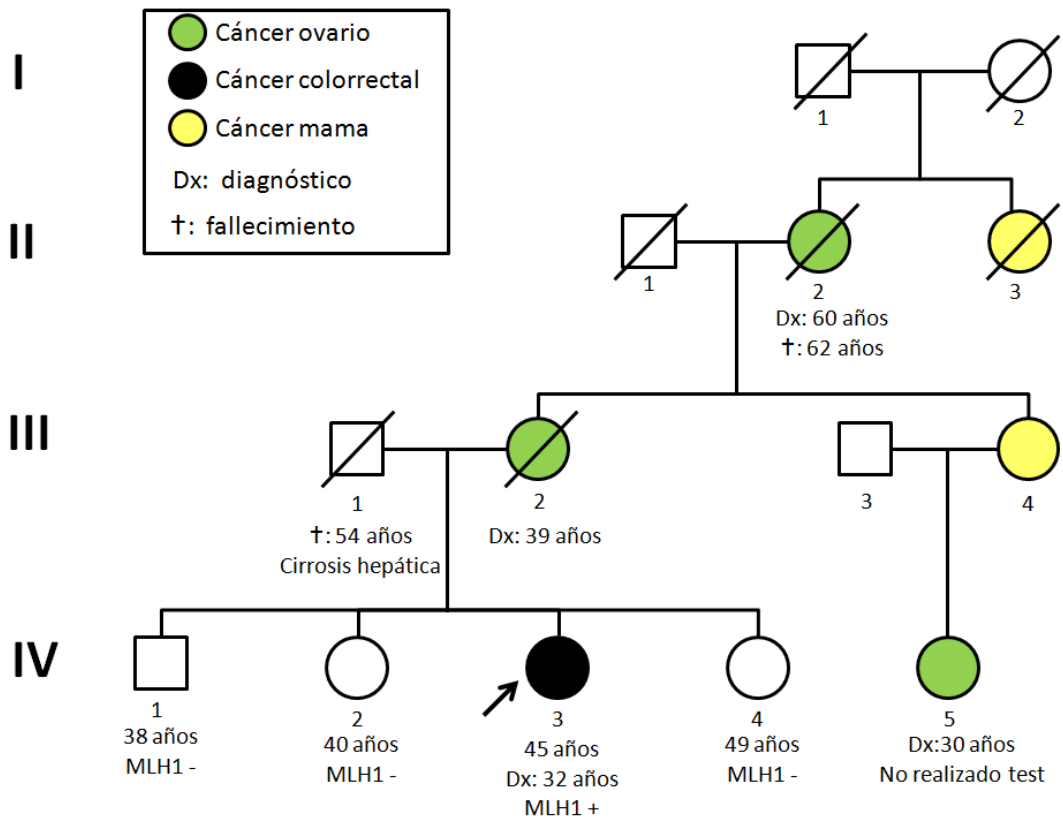 I
Cáncer ovario
Cáncer colorrectal
Cáncer mama
Dx: diagnóstico
†: fallecimiento
1
2
II
1
2
3
Dx: 60 años
†: 62 años
III
1
2
3
4
†: 54 años
Cirrosis hepática
Dx: 39 años
IV
1
38 años
MLH1 -
2
40 años
MLH1 -
3
45 años
Dx: 32 años
MLH1 +
4
49 años
MLH1 -
5
Dx:30 años
No realizado test